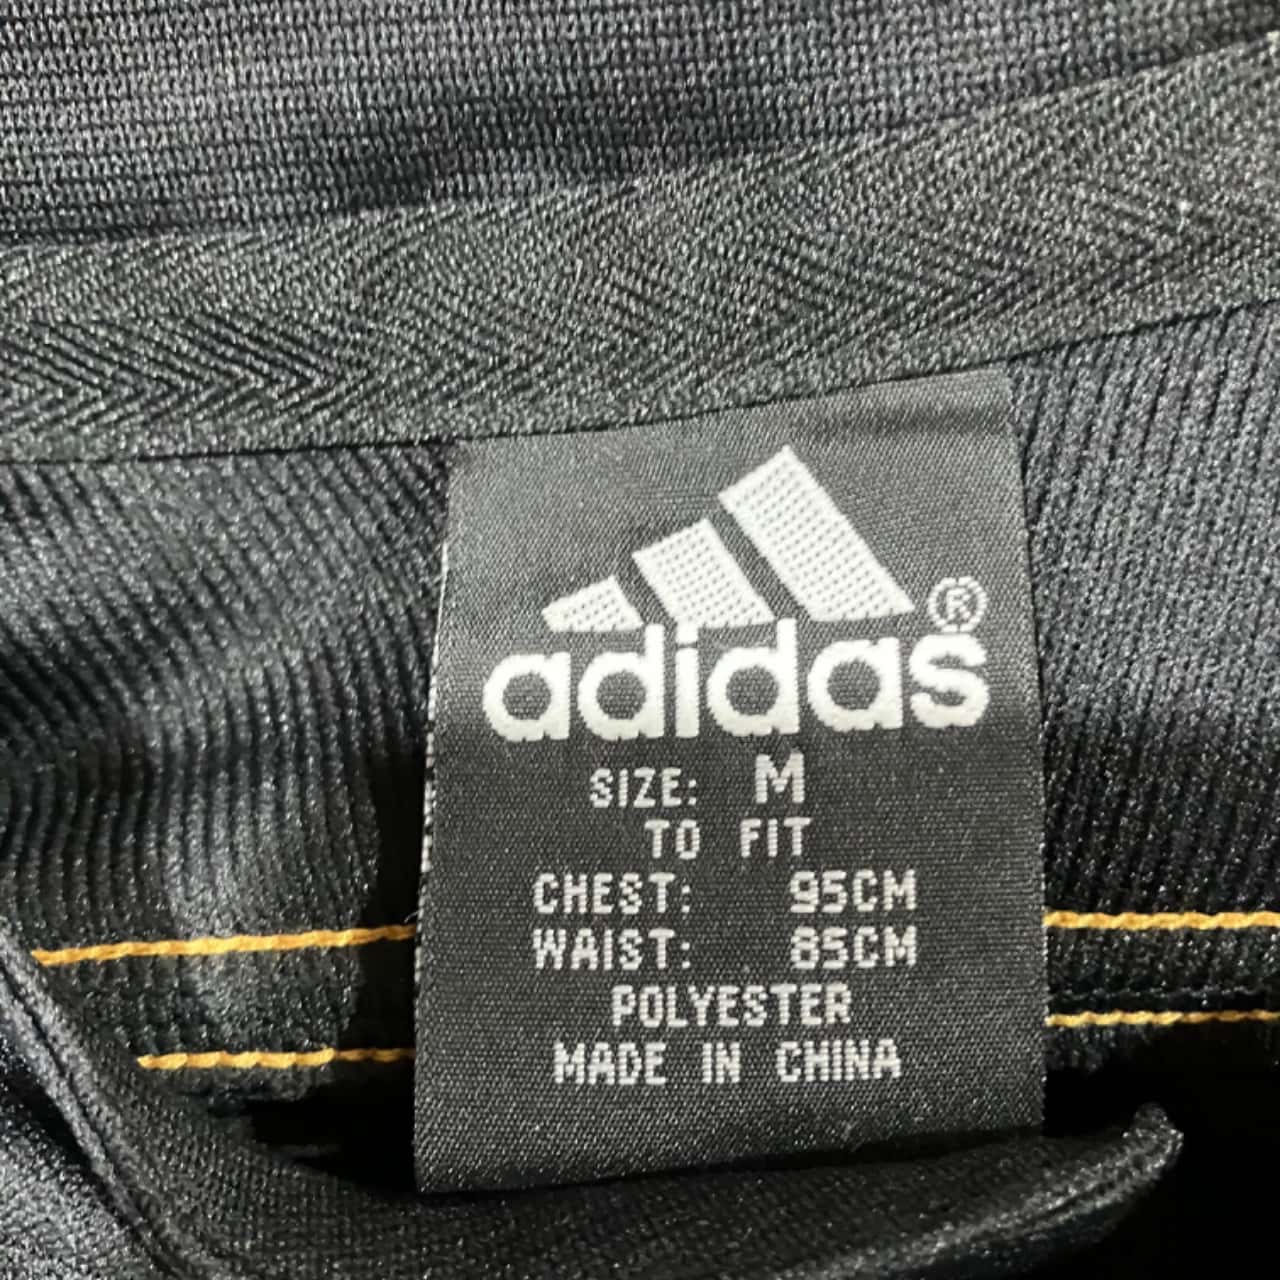 ®
adidas
SIZE: M
TO FIT
CHEST: 95CM
WAIST: 85CM
POLYESTER
MADE IN CHINA